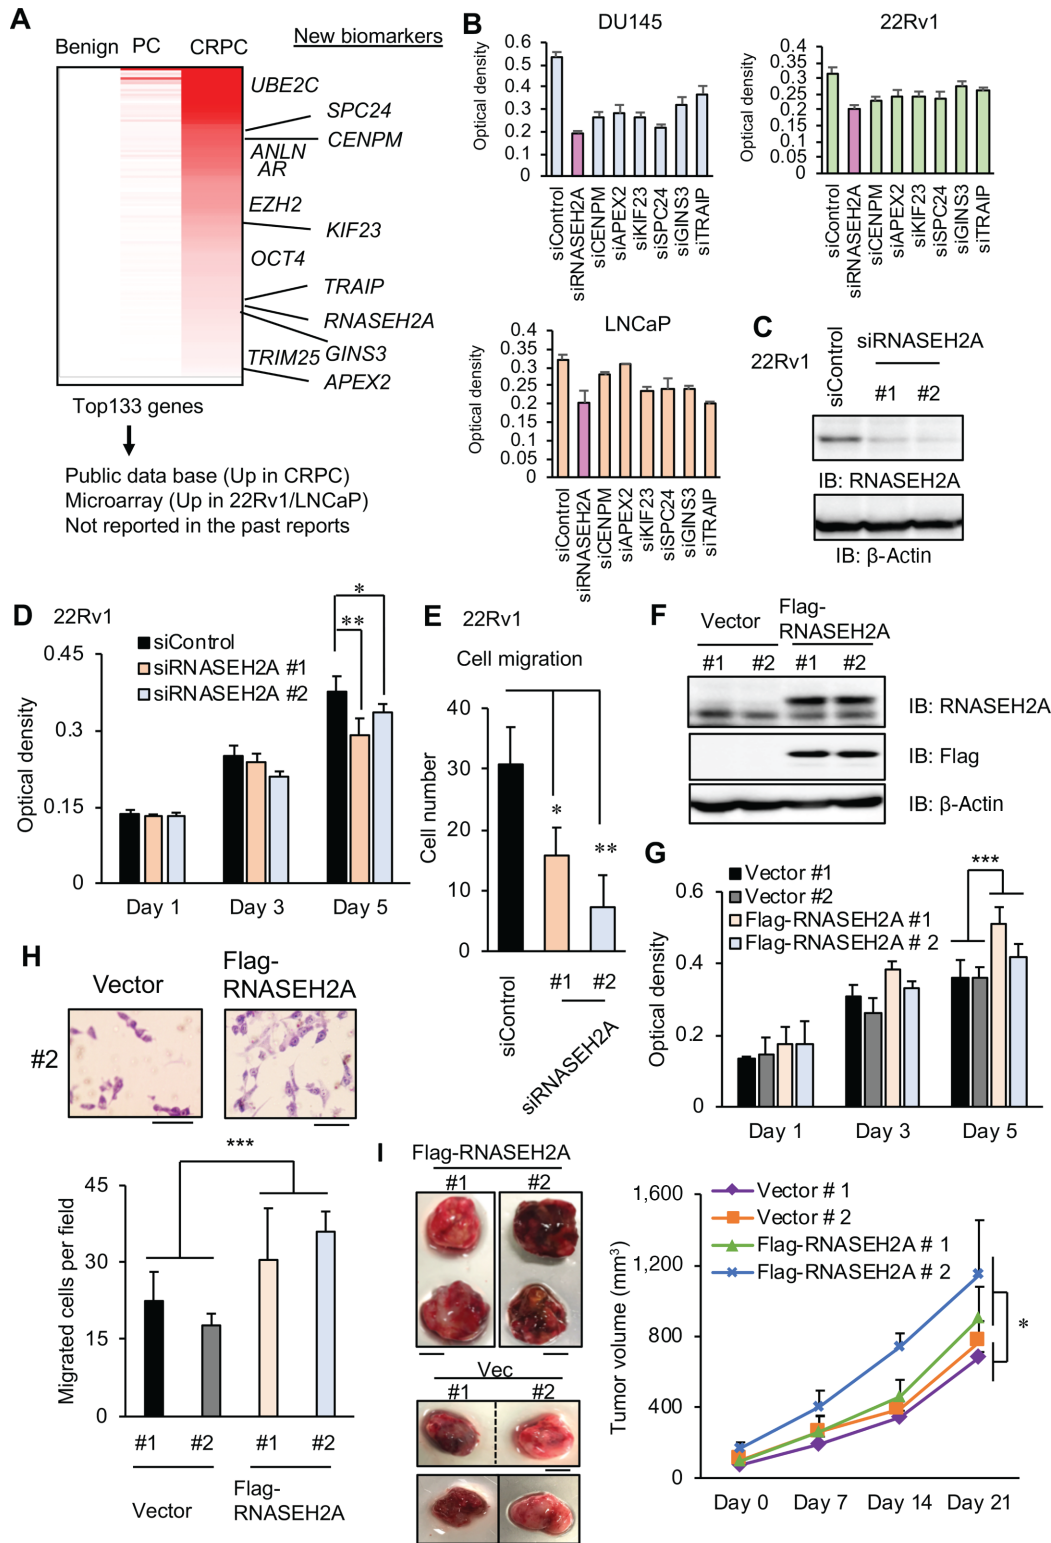 A
Benign PC CRPC New biomarkers
UBE2C
SPC24
CENPM
ANLN
AR
EZH2
KIF23
OCT4
TRAIP
RNASEH2A
TRIM25 GINS3
APEX2
Top133 genes
Public data base (Up in CRPC)
Microarray (Up in 22Rv1/LNCaP)
Not reported in the past reports
B
DU145
Optical density
0.6
0.5
0.4
0.3
0.2
0.1
0
siControl
siRNASEH2A
siCENPM
siAPEX2
siKIF23
siSPC24
siGINS3
siTRAIP
22Rv1
Optical density
0.4
0.35
0.3
0.25
0.2
0.15
0.1
0.05
0
siControl
siRNASEH2A
siCENPM
siAPEX2
siKIF23
siSPC24
siGINS3
siTRAIP
LNCaP
Optical density
0.4
0.35
0.3
0.25
0.2
0.15
0.1
0.05
0
siControl
siRNASEH2A
siCENPM
siAPEX2
siKIF23
siSPC24
siGINS3
siTRAIP
C
22Rv1
siControl
siRNASEH2A
#1 #2
IB: RNASEH2A
IB: β-Actin
D
22Rv1
siControl
siRNASEH2A #1
siRNASEH2A #2
*
**
Optical density
0.45
0.3
0.15
0
Day 1 Day 3 Day 5
E
22Rv1
Cell migration
Cell number
40
30
20
10
0
*
**
siControl
#1 #2
siRNASEH2A
F
Vector Flag-
RNASEH2A
#1 #2 #1 #2
IB: RNASEH2A
IB: Flag
IB: β-Actin
G
Vector #1
Vector #2
Flag-RNASEH2A #1
Flag-RNASEH2A # 2
***
Optical density
0.6
0.4
0.2
0
Day 1 Day 3 Day 5
H
Vector Flag-
RNASEH2A
#2
***
Migrated cells per field
45
30
15
0
#1 #2 #1 #2
Vector Flag-
RNASEH2A
I
Flag-RNASEH2A
#1 #2
Vec
#1 #2
Vector # 1
Vector # 2
Flag-RNASEH2A # 1
Flag-RNASEH2A # 2
*
Tumor volume (mm³)
1,600
1,200
800
400
0
Day 0 Day 7 Day 14 Day 21